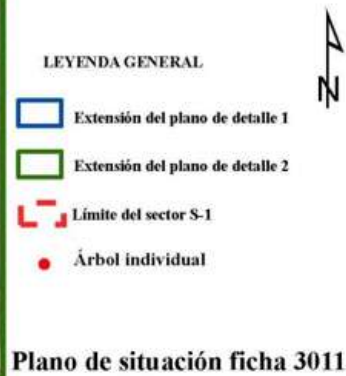 N
LEYENDA GENERAL
Extensión del plano de detalle 1
Extensión del plano de detalle 2
Límite del sector S-1
Árbol individual
Plano de situación ficha 3011